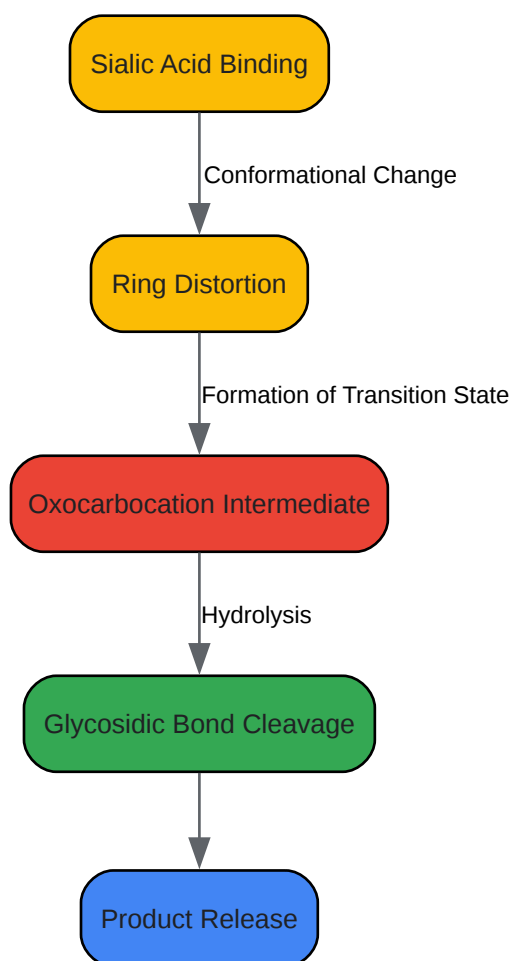 Sialic Acid Binding
Conformational Change
Ring Distortion
Formation of Transition State
Oxocarbocation Intermediate
Hydrolysis
Glycosidic Bond Cleavage
Product Release